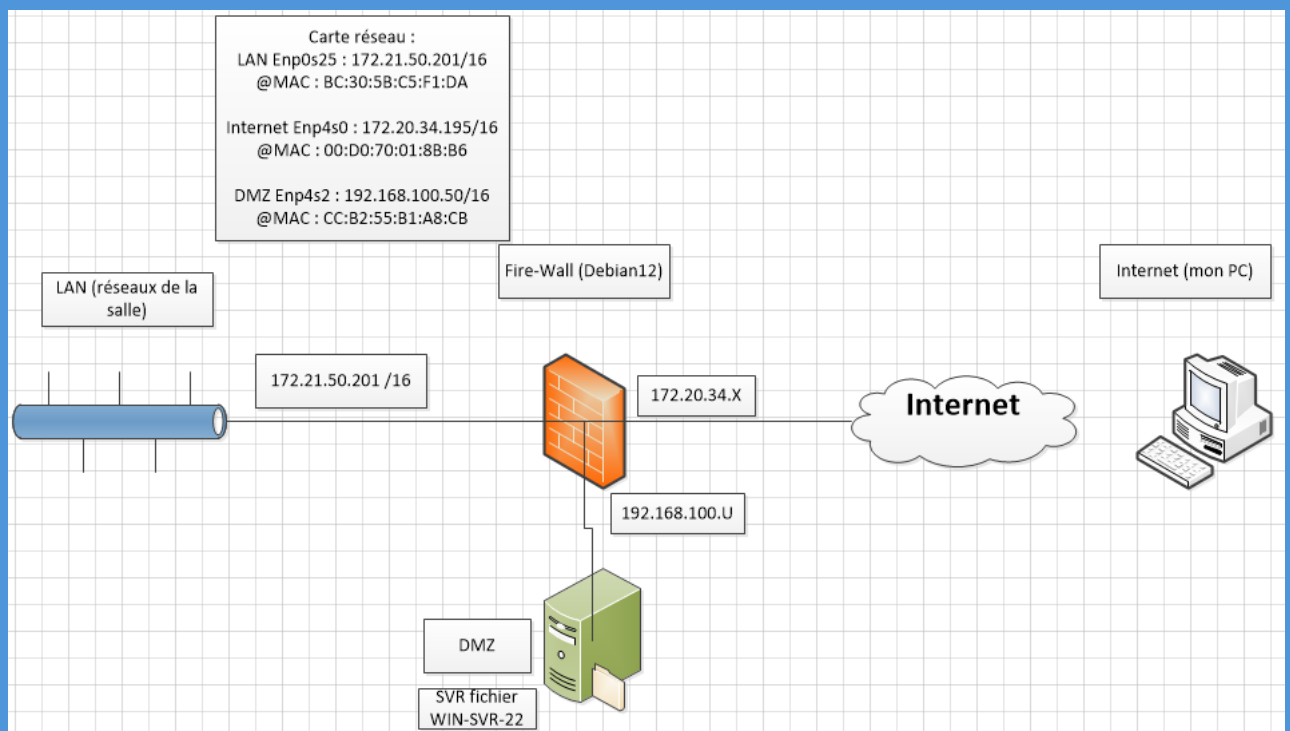 Carte réseau :
LAN Enp0s25 : 172.21.50.201/16
@MAC : BC:30:5B:C5:F1:DA
Internet Enp4s0 : 172.20.34.195/16
@MAC : 00:D0:70:01:8B:B6
DMZ Enp4s2 : 192.168.100.50/16
@MAC : CC:B2:55:B1:A8:CB
Fire-Wall (Debian12)
Internet (mon PC)
LAN (réseaux de la
salle)
172.21.50.201 /16
172.20.34.X
Internet
192.168.100.U
DMZ
SVR fichier
WIN-SVR-22